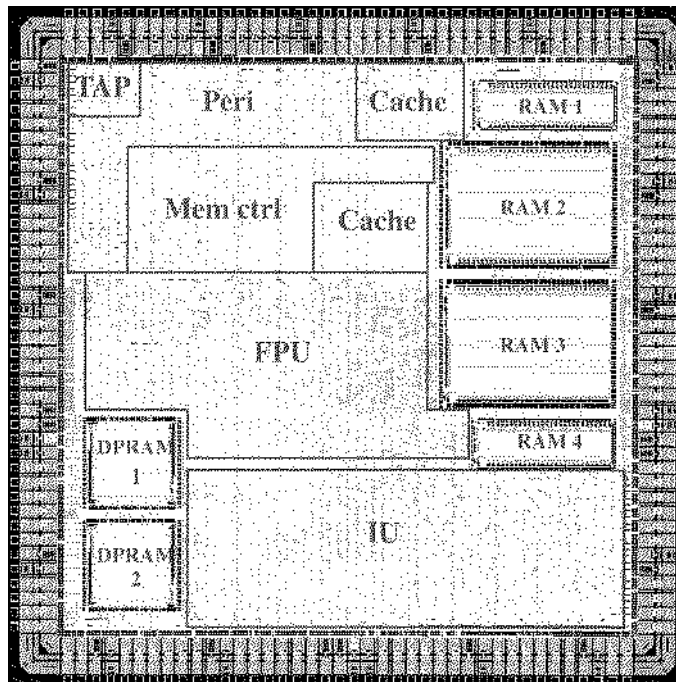 TAP
Peri
Cache
RAM 1
Mem ctrl
Cache
RAM 2
FPU
RAM 3
DPRAM
1
RAM 4
DPRAM
2
IU